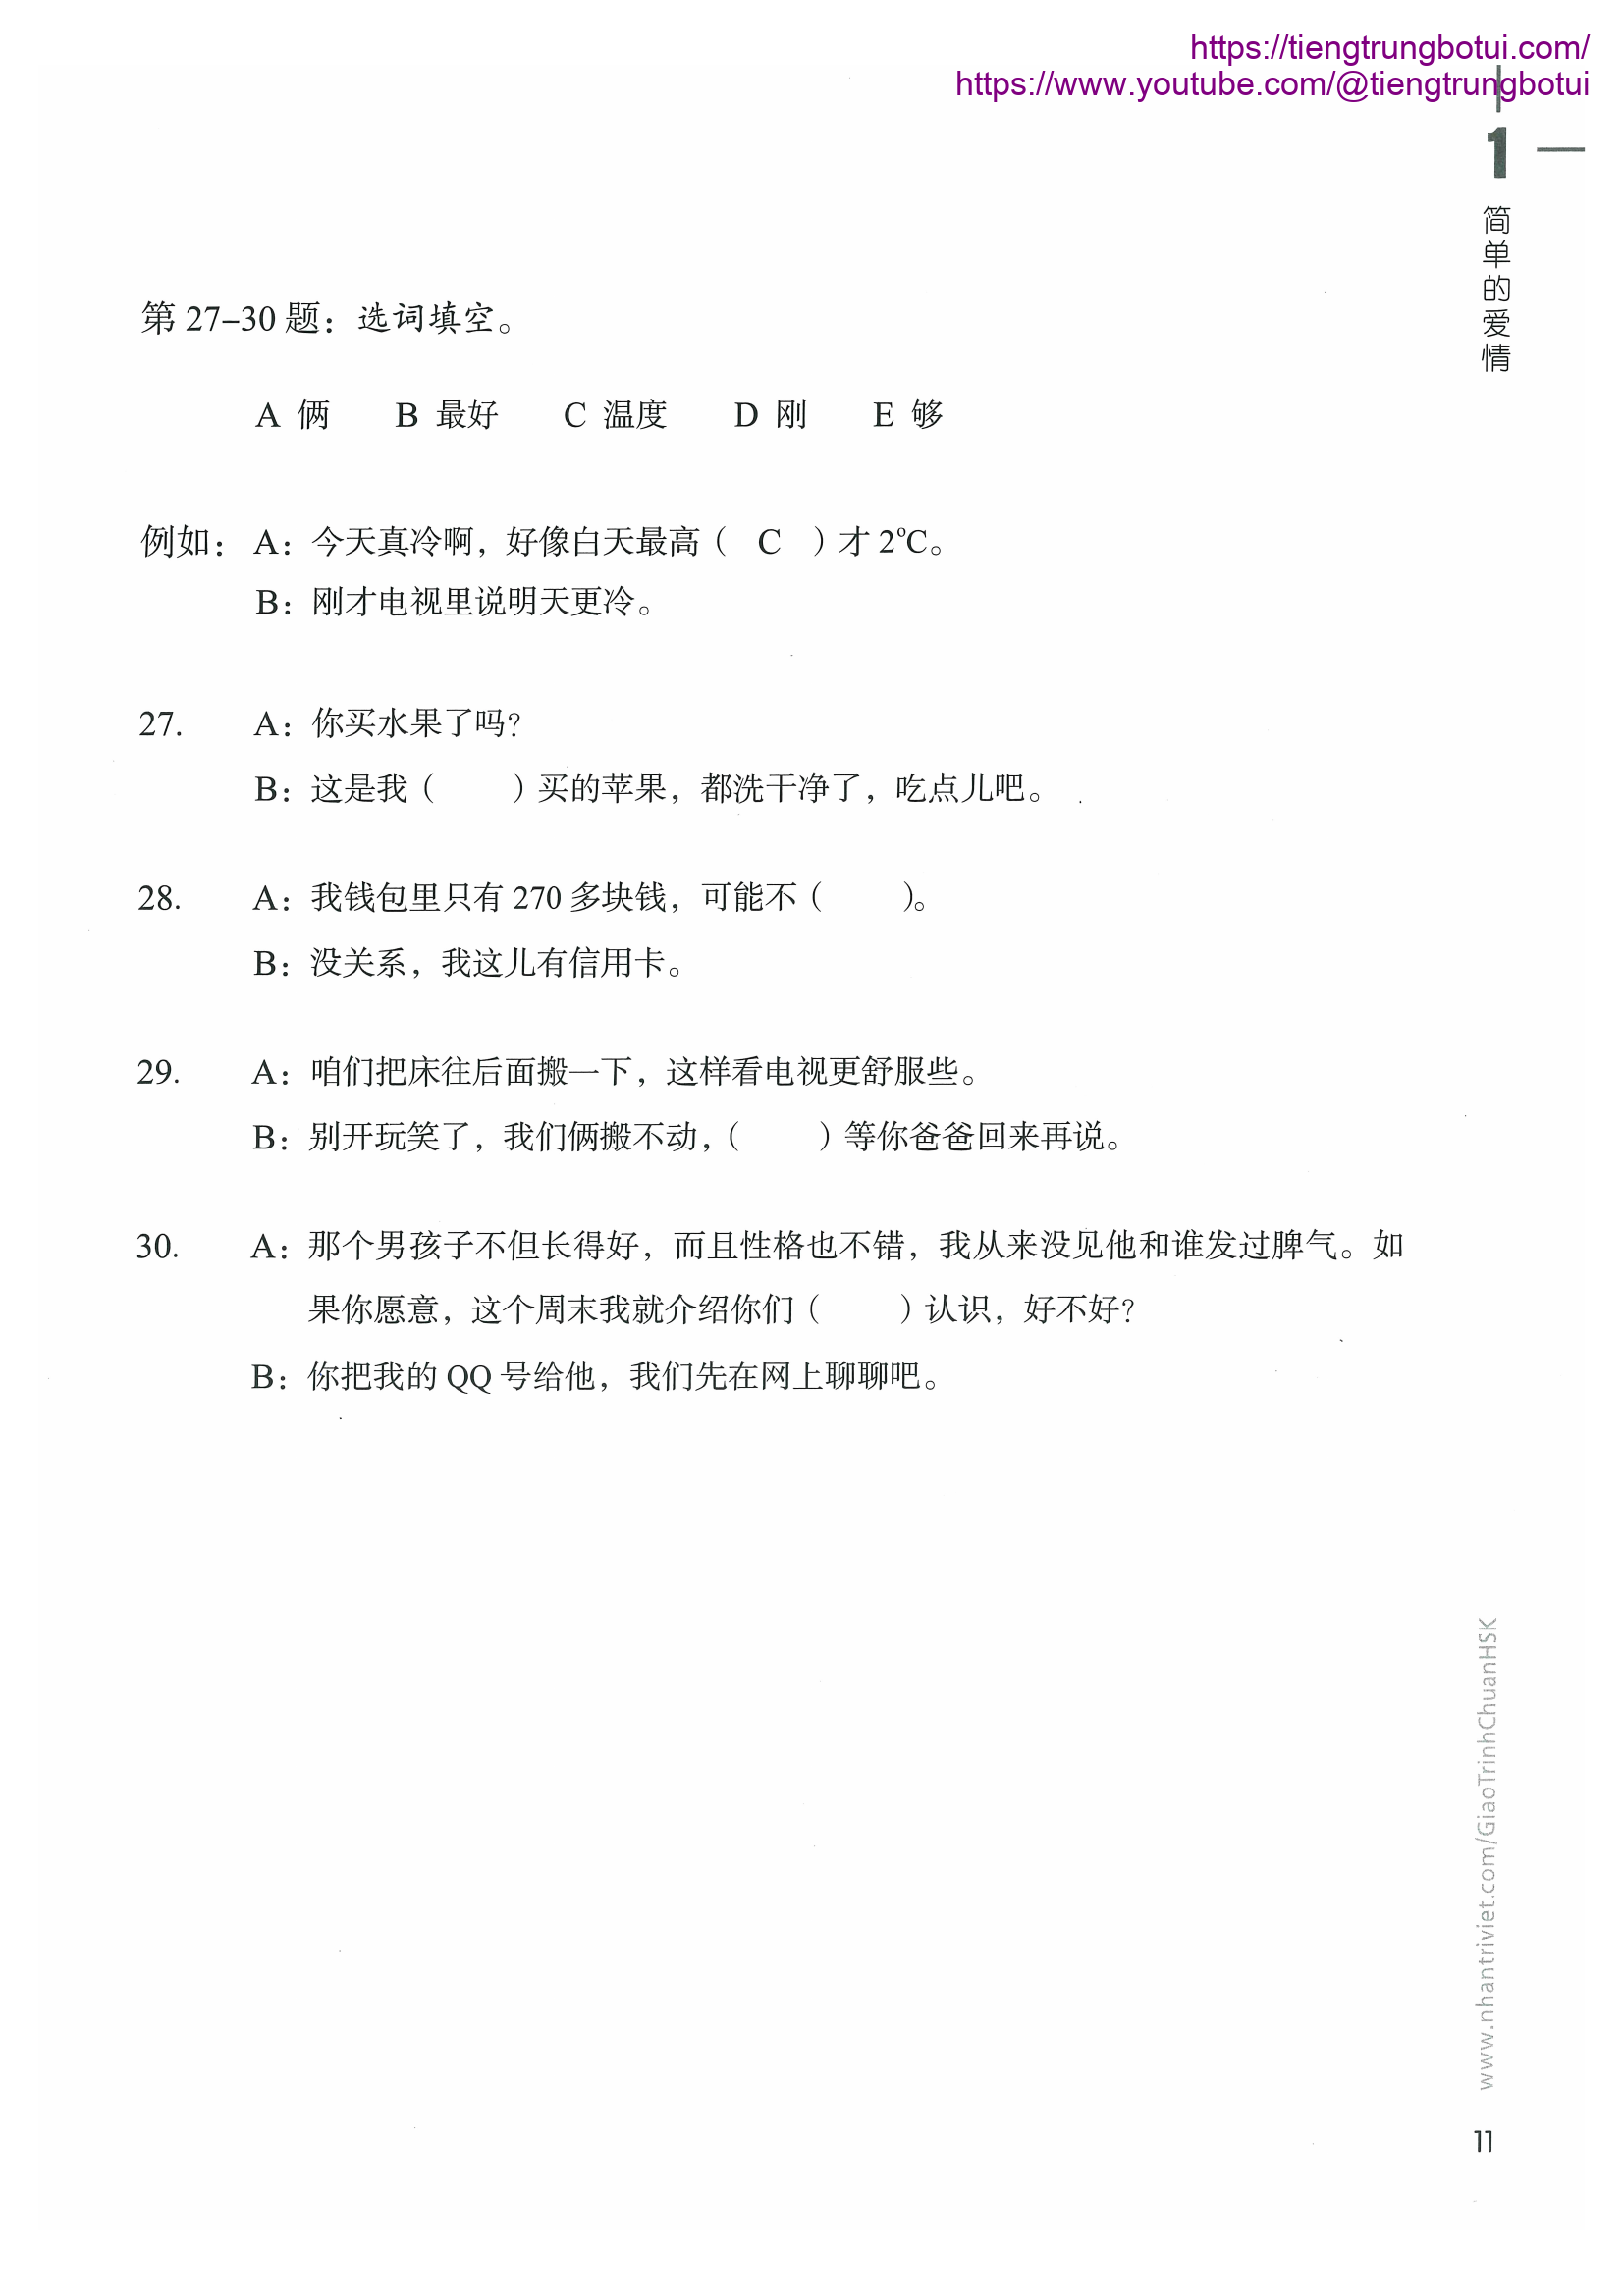 https://tiengtrungbotui.com/
https://www.youtube.com/@tiengtrungbotui
1
简单的爱情
第 27–30 题：选词填空。
A 俩 B 最好 C 温度 D 刚 E 够
例如：A：今天真冷啊，好像白天最高（ C ）才 2℃。
B：刚才电视里说明天更冷。
27. A：你买水果了吗？
B：这是我（ ）买的苹果，都洗干净了，吃点儿吧。
28. A：我钱包里只有 270 多块钱，可能不（ ）。
B：没关系，我这儿有信用卡。
29. A：咱们把床往后面搬一下，这样看电视更舒服些。
B：别开玩笑了，我们俩搬不动，（ ）等你爸爸回来再说。
30. A：那个男孩子不但长得好，而且性格也不错，我从来没见他和谁发过脾气。如
果你愿意，这个周末我就介绍你们（ ）认识，好不好？
B：你把我的 QQ 号给他，我们先在网上聊聊吧。
www.nhantriviet.com/GiaoTrinhChuanHSK
11